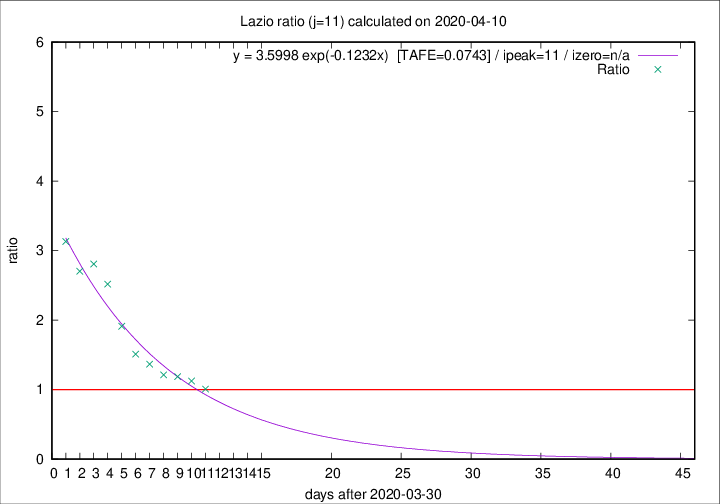 Lazio ratio (j=11) calculated on 2020-04-10
y = 3.5998 exp(-0.1232x) [TAFE=0.0743] / ipeak=11 / izero=n/a
Ratio
6
5
4
3
2
1
0
ratio
0 1 2 3 4 5 6 7 8 9 10 11 12 13 14 15 20 25 30 35 40 45
days after 2020-03-30